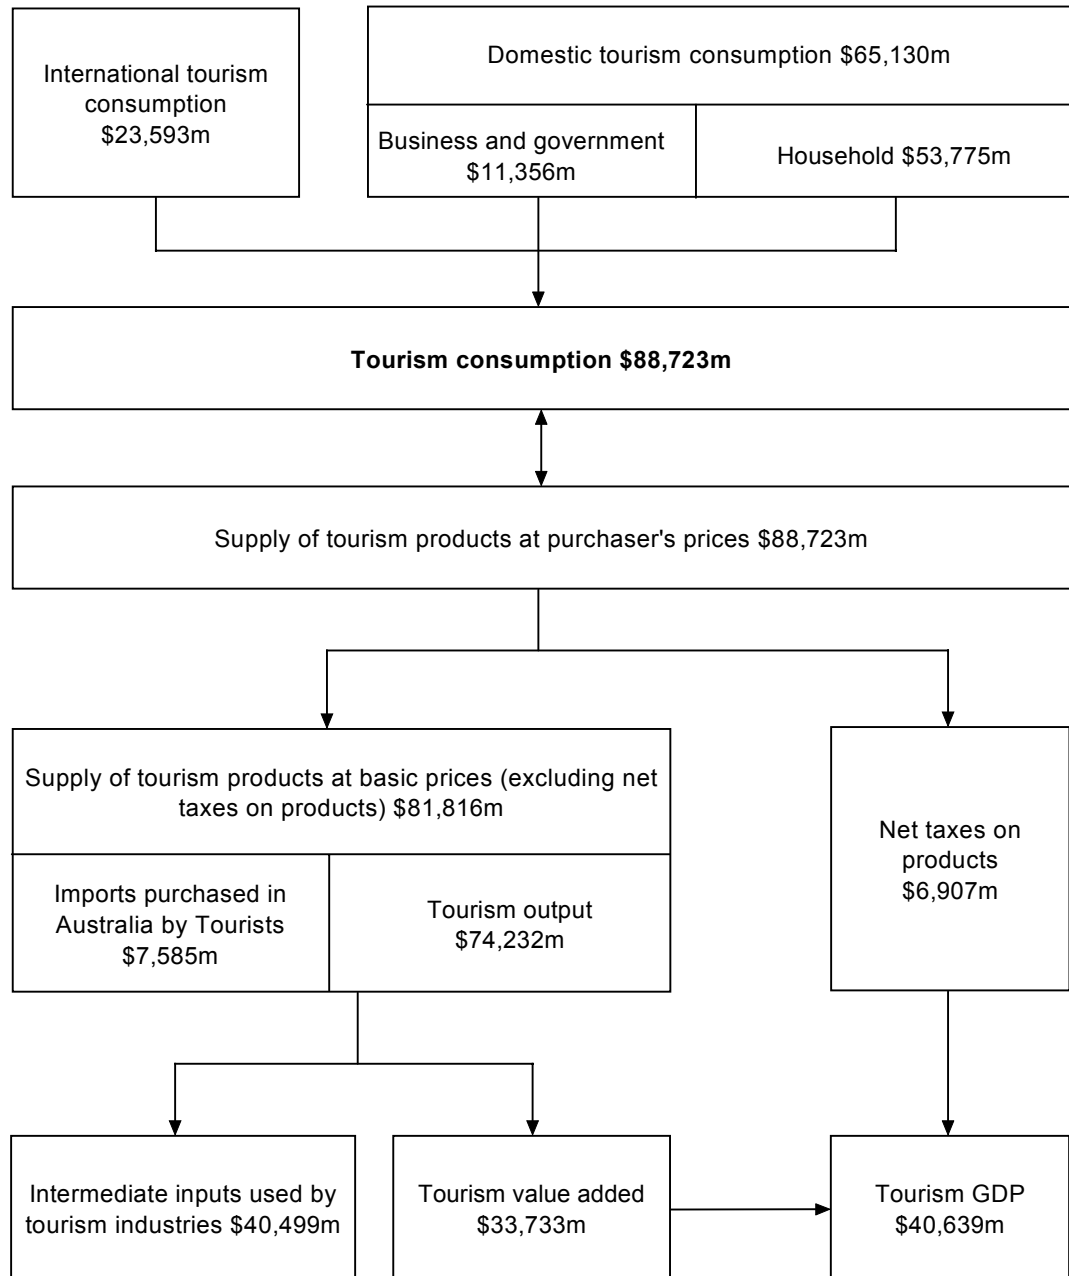 International tourism
consumption
$23,593m
Domestic tourism consumption $65,130m
Business and government
$11,356m
Household $53,775m
Tourism consumption $88,723m
Supply of tourism products at purchaser's prices $88,723m
Supply of tourism products at basic prices (excluding net
taxes on products) $81,816m
Imports purchased in
Australia by Tourists
$7,585m
Tourism output
$74,232m
Net taxes on
products
$6,907m
Intermediate inputs used by
tourism industries $40,499m
Tourism value added
$33,733m
Tourism GDP
$40,639m